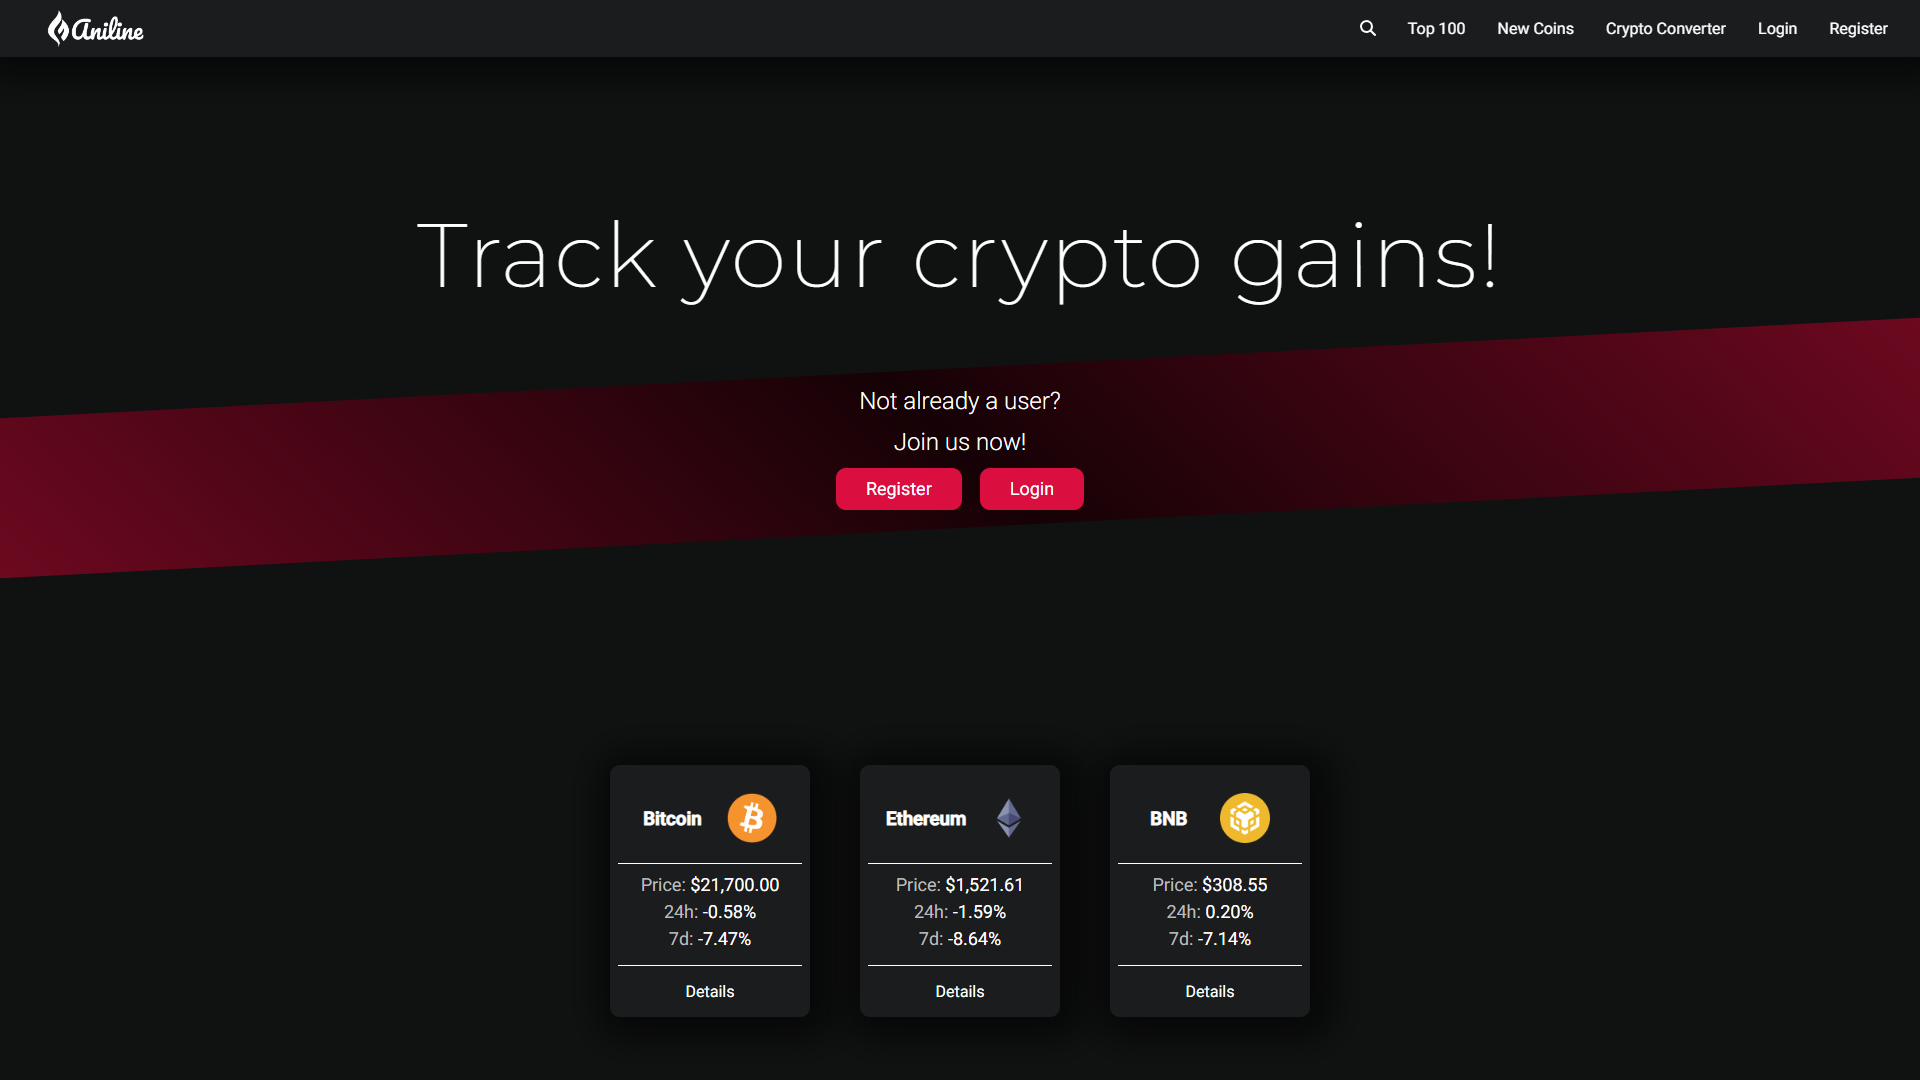 Aniline
Top 100
New Coins
Crypto Converter
Login
Register
Track your crypto gains!
Not already a user?
Join us now!
Register
Login
Bitcoin
Price: $21,700.00
24h: -0.58%
7d: -7.47%
Details
Ethereum
Price: $1,521.61
24h: -1.59%
7d: -8.64%
Details
BNB
Price: $308.55
24h: 0.20%
7d: -7.14%
Details